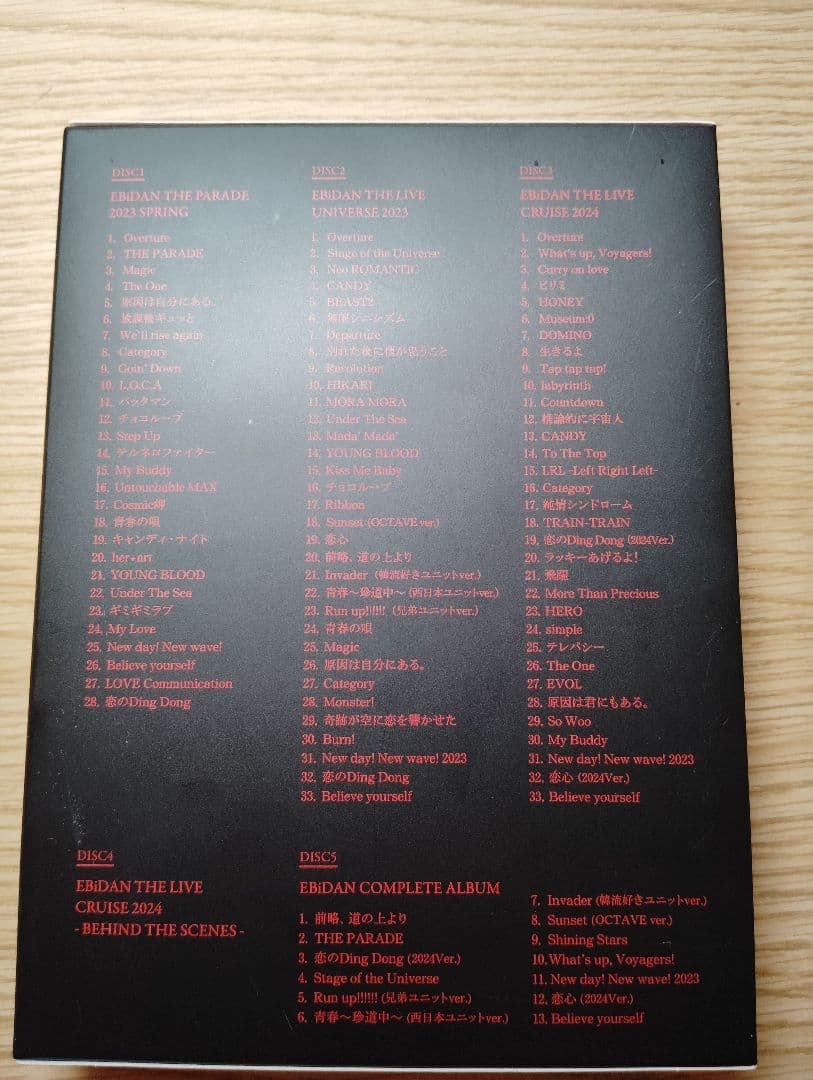 DISC1
EBiDAN THE PARADE
2023 SPRING
1. Overture
2. THE PARADE
3. Magic
4. The One
5. 原因は自分にある。
6. 放課後ギュッと
7. We'll rise again
8. Category
9. Goin' Down
10. L.O.C.A
11. バッタマン
12. チョコループ
13. Step Up
14. テルネロファイター
15. My Buddy
16. Untouchable MAX
17. Cosmic岬
18. 青春の唄
19. キャンディ・ナイト
20. her+art
21. YOUNG BLOOD
22. Under The Sea
23. ギミギミラブ
24. My Love
25. New day! New wave!
26. Believe yourself
27. LOVE Communication
28. 恋のDing Dong
DISC2
EBiDAN THE LIVE
UNIVERSE 2023
1. Overture
2. Stage of the Universe
3. Neo ROMANTIC
4. CANDY
5. BEAST2
6. 無限シニシズム
7. Departure
8. 別れた後に僕が思うこと
9. Revolution
10. HIKARI
11. MORA MORA
12. Under The Sea
13. Mada' Mada'
14. YOUNG BLOOD
15. Kiss Me Baby
16. チョコループ
17. Ribbon
18. Sunset (OCTAVE ver.)
19. 恋心
20. 前略、道の上より
21. Invader (韓流好きユニットver.)
22. 青春〜珍道中〜 (西日本ユニットver.)
23. Run up!!!!!! (兄弟ユニットver.)
24. 青春の唄
25. Magic
26. 原因は自分にある。
27. Category
28. Monster!
29. 奇跡が空に恋を響かせた
30. Burn!
31. New day! New wave! 2023
32. 恋のDing Dong
33. Believe yourself
DISC3
EBiDAN THE LIVE
CRUISE 2024
1. Overture
2. What's up, Voyagers!
3. Carry on love
4. ビリミ
5. HONEY
6. Museum:0
7. DOMINO
8. 生きるよ
9. Tap tap tap!
10. labyrinth
11. Countdown
12. 推論的に宇宙人
13. CANDY
14. To The Top
15. LRL -Left Right Left-
16. Category
17. 純情シンドローム
18. TRAIN-TRAIN
19. 恋のDing Dong (2024Ver.)
20. ラッキーあげるよ!
21. 飛躍
22. More Than Precious
23. HERO
24. simple
25. テレパシー
26. The One
27. EVOL
28. 原因は君にもある。
29. So Woo
30. My Buddy
31. New day! New wave! 2023
32. 恋心 (2024Ver.)
33. Believe yourself
DISC4
EBiDAN THE LIVE
CRUISE 2024
- BEHIND THE SCENES -
DISC5
EBiDAN COMPLETE ALBUM
1. 前略、道の上より
2. THE PARADE
3. 恋のDing Dong (2024Ver.)
4. Stage of the Universe
5. Run up!!!!!! (兄弟ユニットver.)
6. 青春〜珍道中〜 (西日本ユニットver.)
7. Invader (韓流好きユニットver.)
8. Sunset (OCTAVE ver.)
9. Shining Stars
10. What's up, Voyagers!
11. New day! New wave! 2023
12. 恋心 (2024Ver.)
13. Believe yourself